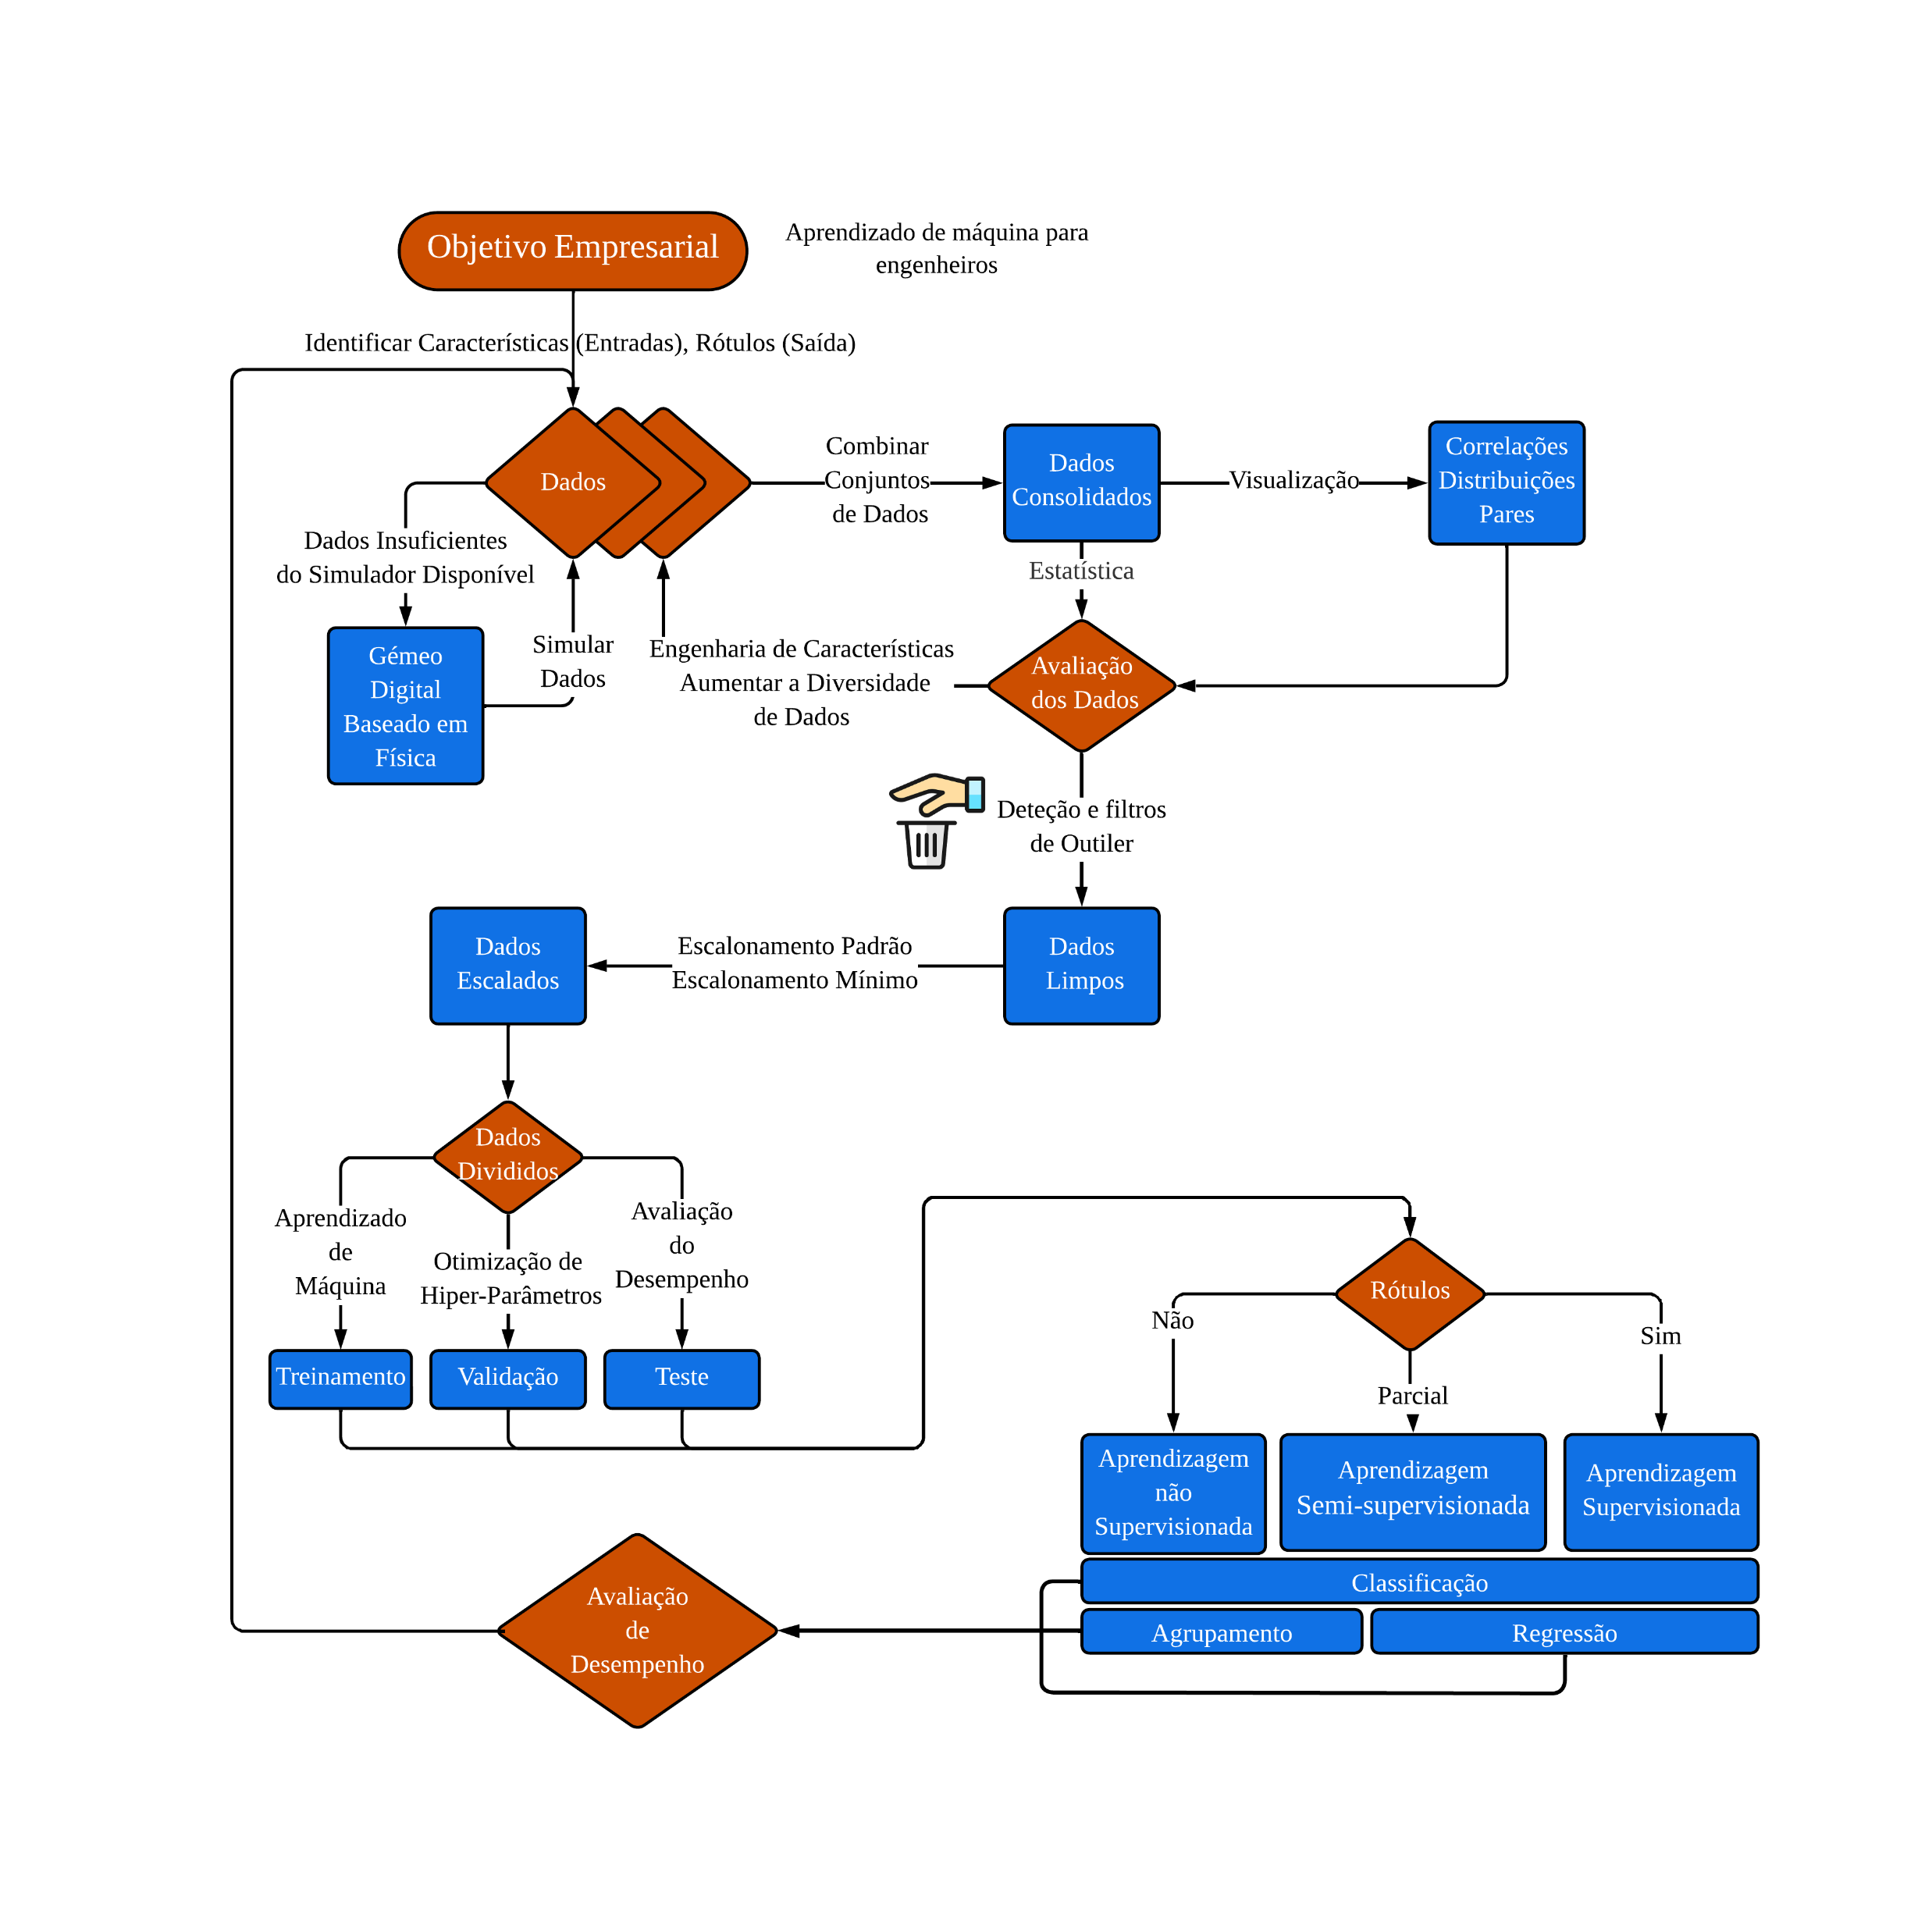 Objetivo Empresarial
Aprendizado de máquina para
engenheiros
Identificar Características (Entradas), Rótulos (Saída)
Dados
Combinar
Conjuntos
de Dados
Dados
Consolidados
Visualização
Correlações
Distribuições
Pares
Dados Insuficientes
do Simulador Disponível
Estatística
Gémeo
Digital
Baseado em
Física
Simular
Dados
Engenharia de Características
Aumentar a Diversidade
de Dados
Avaliação
dos Dados
Deteção e filtros
de Outiler
Dados
Escalados
Escalonamento Padrão
Escalonamento Mínimo
Dados
Limpos
Dados
Divididos
Aprendizado
de
Máquina
Otimização de
Hiper-Parâmetros
Avaliação
de
Desempenho
Treinamento
Validação
Teste
Rótulos
Não
Parcial
Sim
Aprendizagem
não
Supervisionada
Aprendizagem
Semi-supervisionada
Aprendizagem
Supervisionada
Classificação
Agrupamento
Regressão
Avaliação
de
Desempenho